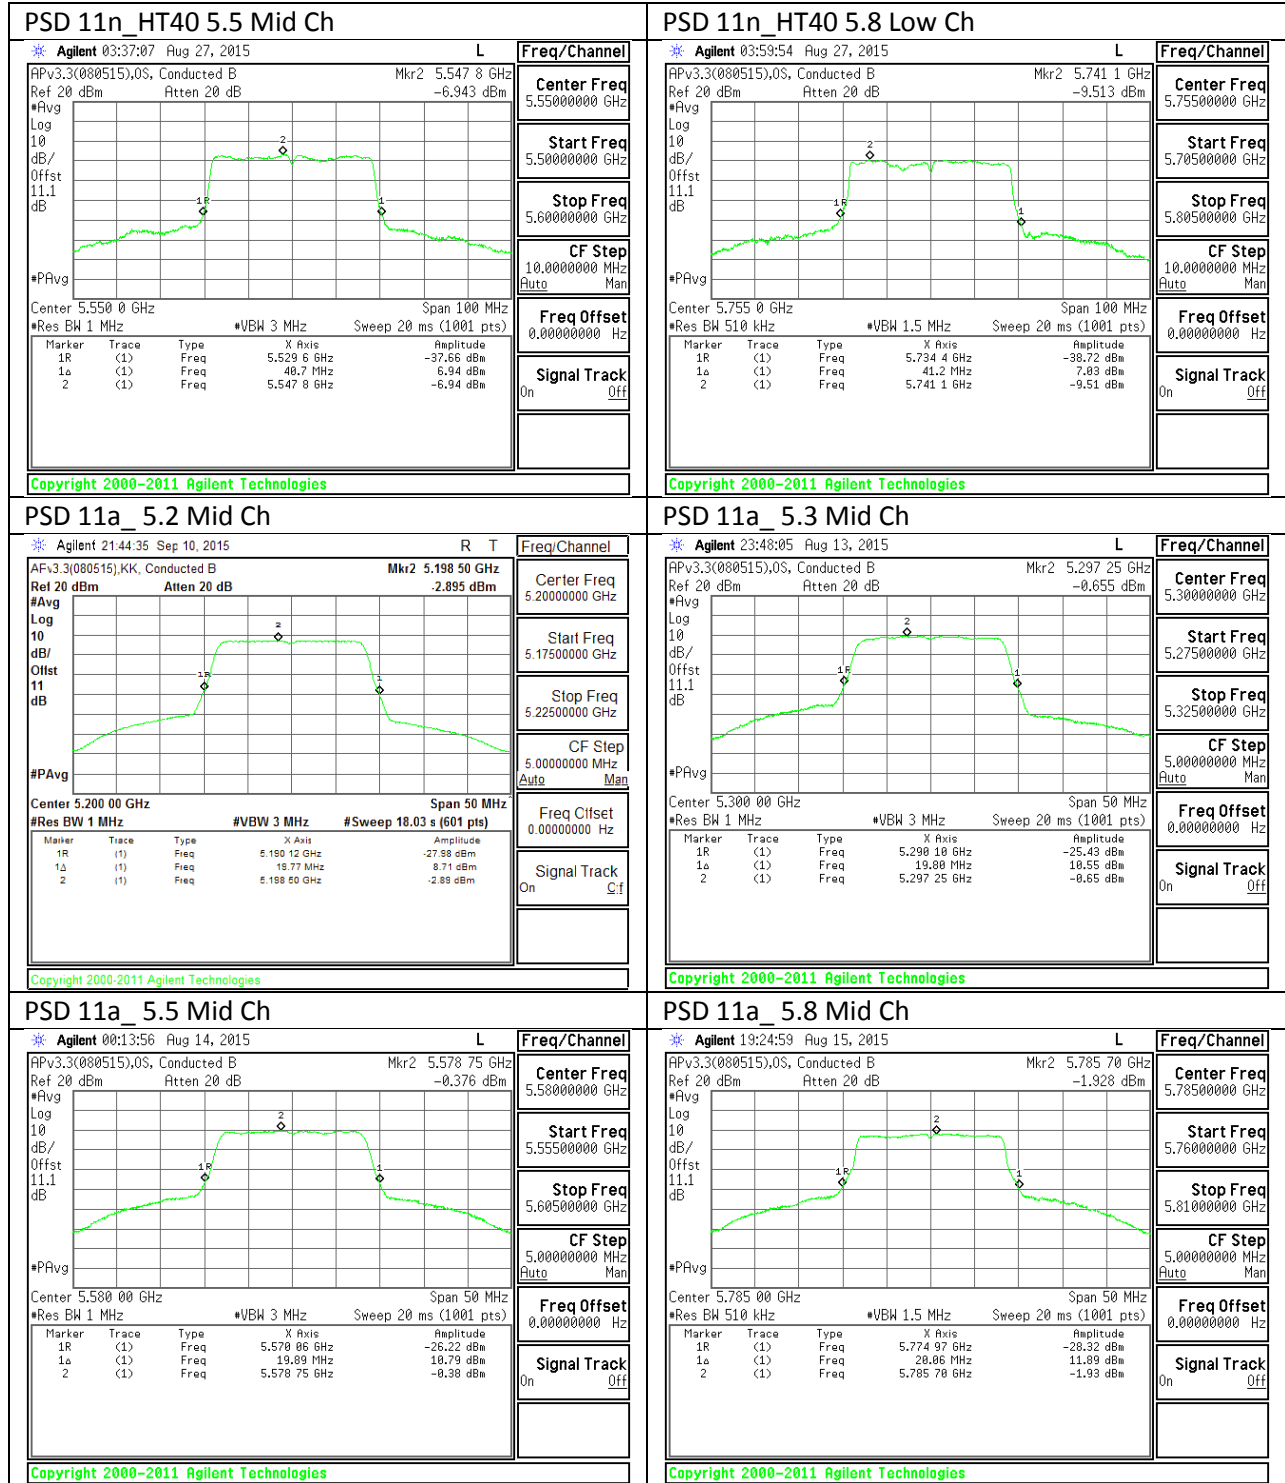 PSD 11n_HT40 5.5 Mid Ch
Agilent 03:37:07 Aug 27, 2015 L
APv3.3(080515),OS, Conducted B Mkr2 5.547 8 GHz
Ref 20 dBm Atten 20 dB -6.943 dBm
#Avg
Log
10
dB/
Offst
11.1
dB
#PAvg
2
1R
1
Center 5.550 0 GHz Span 100 MHz
#Res BW 1 MHz #VBW 3 MHz Sweep 20 ms (1001 pts)
Marker Trace Type X Axis Amplitude
1R (1) Freq 5.529 6 GHz -37.66 dBm
1Δ (1) Freq 40.7 MHz 6.94 dBm
2 (1) Freq 5.547 8 GHz -6.94 dBm
Freq/Channel
Center Freq
5.55000000 GHz
Start Freq
5.50000000 GHz
Stop Freq
5.60000000 GHz
CF Step
10.0000000 MHz
Auto Man
Freq Offset
0.00000000 Hz
Signal Track
On Off
Copyright 2000-2011 Agilent Technologies
PSD 11n_HT40 5.8 Low Ch
Agilent 03:59:54 Aug 27, 2015 L
APv3.3(080515),OS, Conducted B Mkr2 5.741 1 GHz
Ref 20 dBm Atten 20 dB -9.513 dBm
#Avg
Log
10
dB/
Offst
11.1
dB
#PAvg
2
1R
1
Center 5.755 0 GHz Span 100 MHz
#Res BW 510 kHz #VBW 1.5 MHz Sweep 20 ms (1001 pts)
Marker Trace Type X Axis Amplitude
1R (1) Freq 5.734 4 GHz -38.72 dBm
1Δ (1) Freq 41.2 MHz 7.03 dBm
2 (1) Freq 5.741 1 GHz -9.51 dBm
Freq/Channel
Center Freq
5.75500000 GHz
Start Freq
5.70500000 GHz
Stop Freq
5.80500000 GHz
CF Step
10.0000000 MHz
Auto Man
Freq Offset
0.00000000 Hz
Signal Track
On Off
Copyright 2000-2011 Agilent Technologies
PSD 11a_ 5.2 Mid Ch
Agilent 21:44:35 Sep 10, 2015 R T
APv3.3(080515),KK, Conducted B Mkr2 5.198 50 GHz
Ref 20 dBm Atten 20 dB -2.895 dBm
#Avg
Log
10
dB/
Offst
11
dB
#PAvg
2
1R
1
Center 5.200 00 GHz Span 50 MHz
#Res BW 1 MHz #VBW 3 MHz #Sweep 18.03 s (601 pts)
Marker Trace Type X Axis Amplitude
1R (1) Freq 5.190 12 GHz -27.98 dBm
1Δ (1) Freq 19.77 MHz 8.71 dBm
2 (1) Freq 5.198 50 GHz -2.89 dBm
Freq/Channel
Center Freq
5.20000000 GHz
Start Freq
5.17500000 GHz
Stop Freq
5.22500000 GHz
CF Step
5.00000000 MHz
Auto Man
Freq Offset
0.00000000 Hz
Signal Track
On Off
Copyright 2000-2011 Agilent Technologies
PSD 11a_ 5.3 Mid Ch
Agilent 23:48:05 Aug 13, 2015 L
APv3.3(080515),OS, Conducted B Mkr2 5.297 25 GHz
Ref 20 dBm Atten 20 dB -0.655 dBm
#Avg
Log
10
dB/
Offst
11.1
dB
#PAvg
2
1R
1
Center 5.300 00 GHz Span 50 MHz
#Res BW 1 MHz #VBW 3 MHz Sweep 20 ms (1001 pts)
Marker Trace Type X Axis Amplitude
1R (1) Freq 5.290 10 GHz -25.43 dBm
1Δ (1) Freq 19.80 MHz 10.55 dBm
2 (1) Freq 5.297 25 GHz -0.65 dBm
Freq/Channel
Center Freq
5.30000000 GHz
Start Freq
5.27500000 GHz
Stop Freq
5.32500000 GHz
CF Step
5.00000000 MHz
Auto Man
Freq Offset
0.00000000 Hz
Signal Track
On Off
Copyright 2000-2011 Agilent Technologies
PSD 11a_ 5.5 Mid Ch
Agilent 00:13:56 Aug 14, 2015 L
APv3.3(080515),OS, Conducted B Mkr2 5.578 75 GHz
Ref 20 dBm Atten 20 dB -0.376 dBm
#Avg
Log
10
dB/
Offst
11.1
dB
#PAvg
2
1R
1
Center 5.580 00 GHz Span 50 MHz
#Res BW 1 MHz #VBW 3 MHz Sweep 20 ms (1001 pts)
Marker Trace Type X Axis Amplitude
1R (1) Freq 5.570 06 GHz -26.22 dBm
1Δ (1) Freq 19.89 MHz 10.79 dBm
2 (1) Freq 5.578 75 GHz -0.38 dBm
Freq/Channel
Center Freq
5.58000000 GHz
Start Freq
5.55500000 GHz
Stop Freq
5.60500000 GHz
CF Step
5.00000000 MHz
Auto Man
Freq Offset
0.00000000 Hz
Signal Track
On Off
Copyright 2000-2011 Agilent Technologies
PSD 11a_ 5.8 Mid Ch
Agilent 19:24:59 Aug 15, 2015 L
APv3.3(080515),OS, Conducted B Mkr2 5.785 70 GHz
Ref 20 dBm Atten 20 dB -1.928 dBm
#Avg
Log
10
dB/
Offst
11.1
dB
#PAvg
2
1R
1
Center 5.785 00 GHz Span 50 MHz
#Res BW 510 kHz #VBW 1.5 MHz Sweep 20 ms (1001 pts)
Marker Trace Type X Axis Amplitude
1R (1) Freq 5.774 97 GHz -28.32 dBm
1Δ (1) Freq 20.06 MHz 11.89 dBm
2 (1) Freq 5.785 70 GHz -1.93 dBm
Freq/Channel
Center Freq
5.78500000 GHz
Start Freq
5.76000000 GHz
Stop Freq
5.81000000 GHz
CF Step
5.00000000 MHz
Auto Man
Freq Offset
0.00000000 Hz
Signal Track
On Off
Copyright 2000-2011 Agilent Technologies